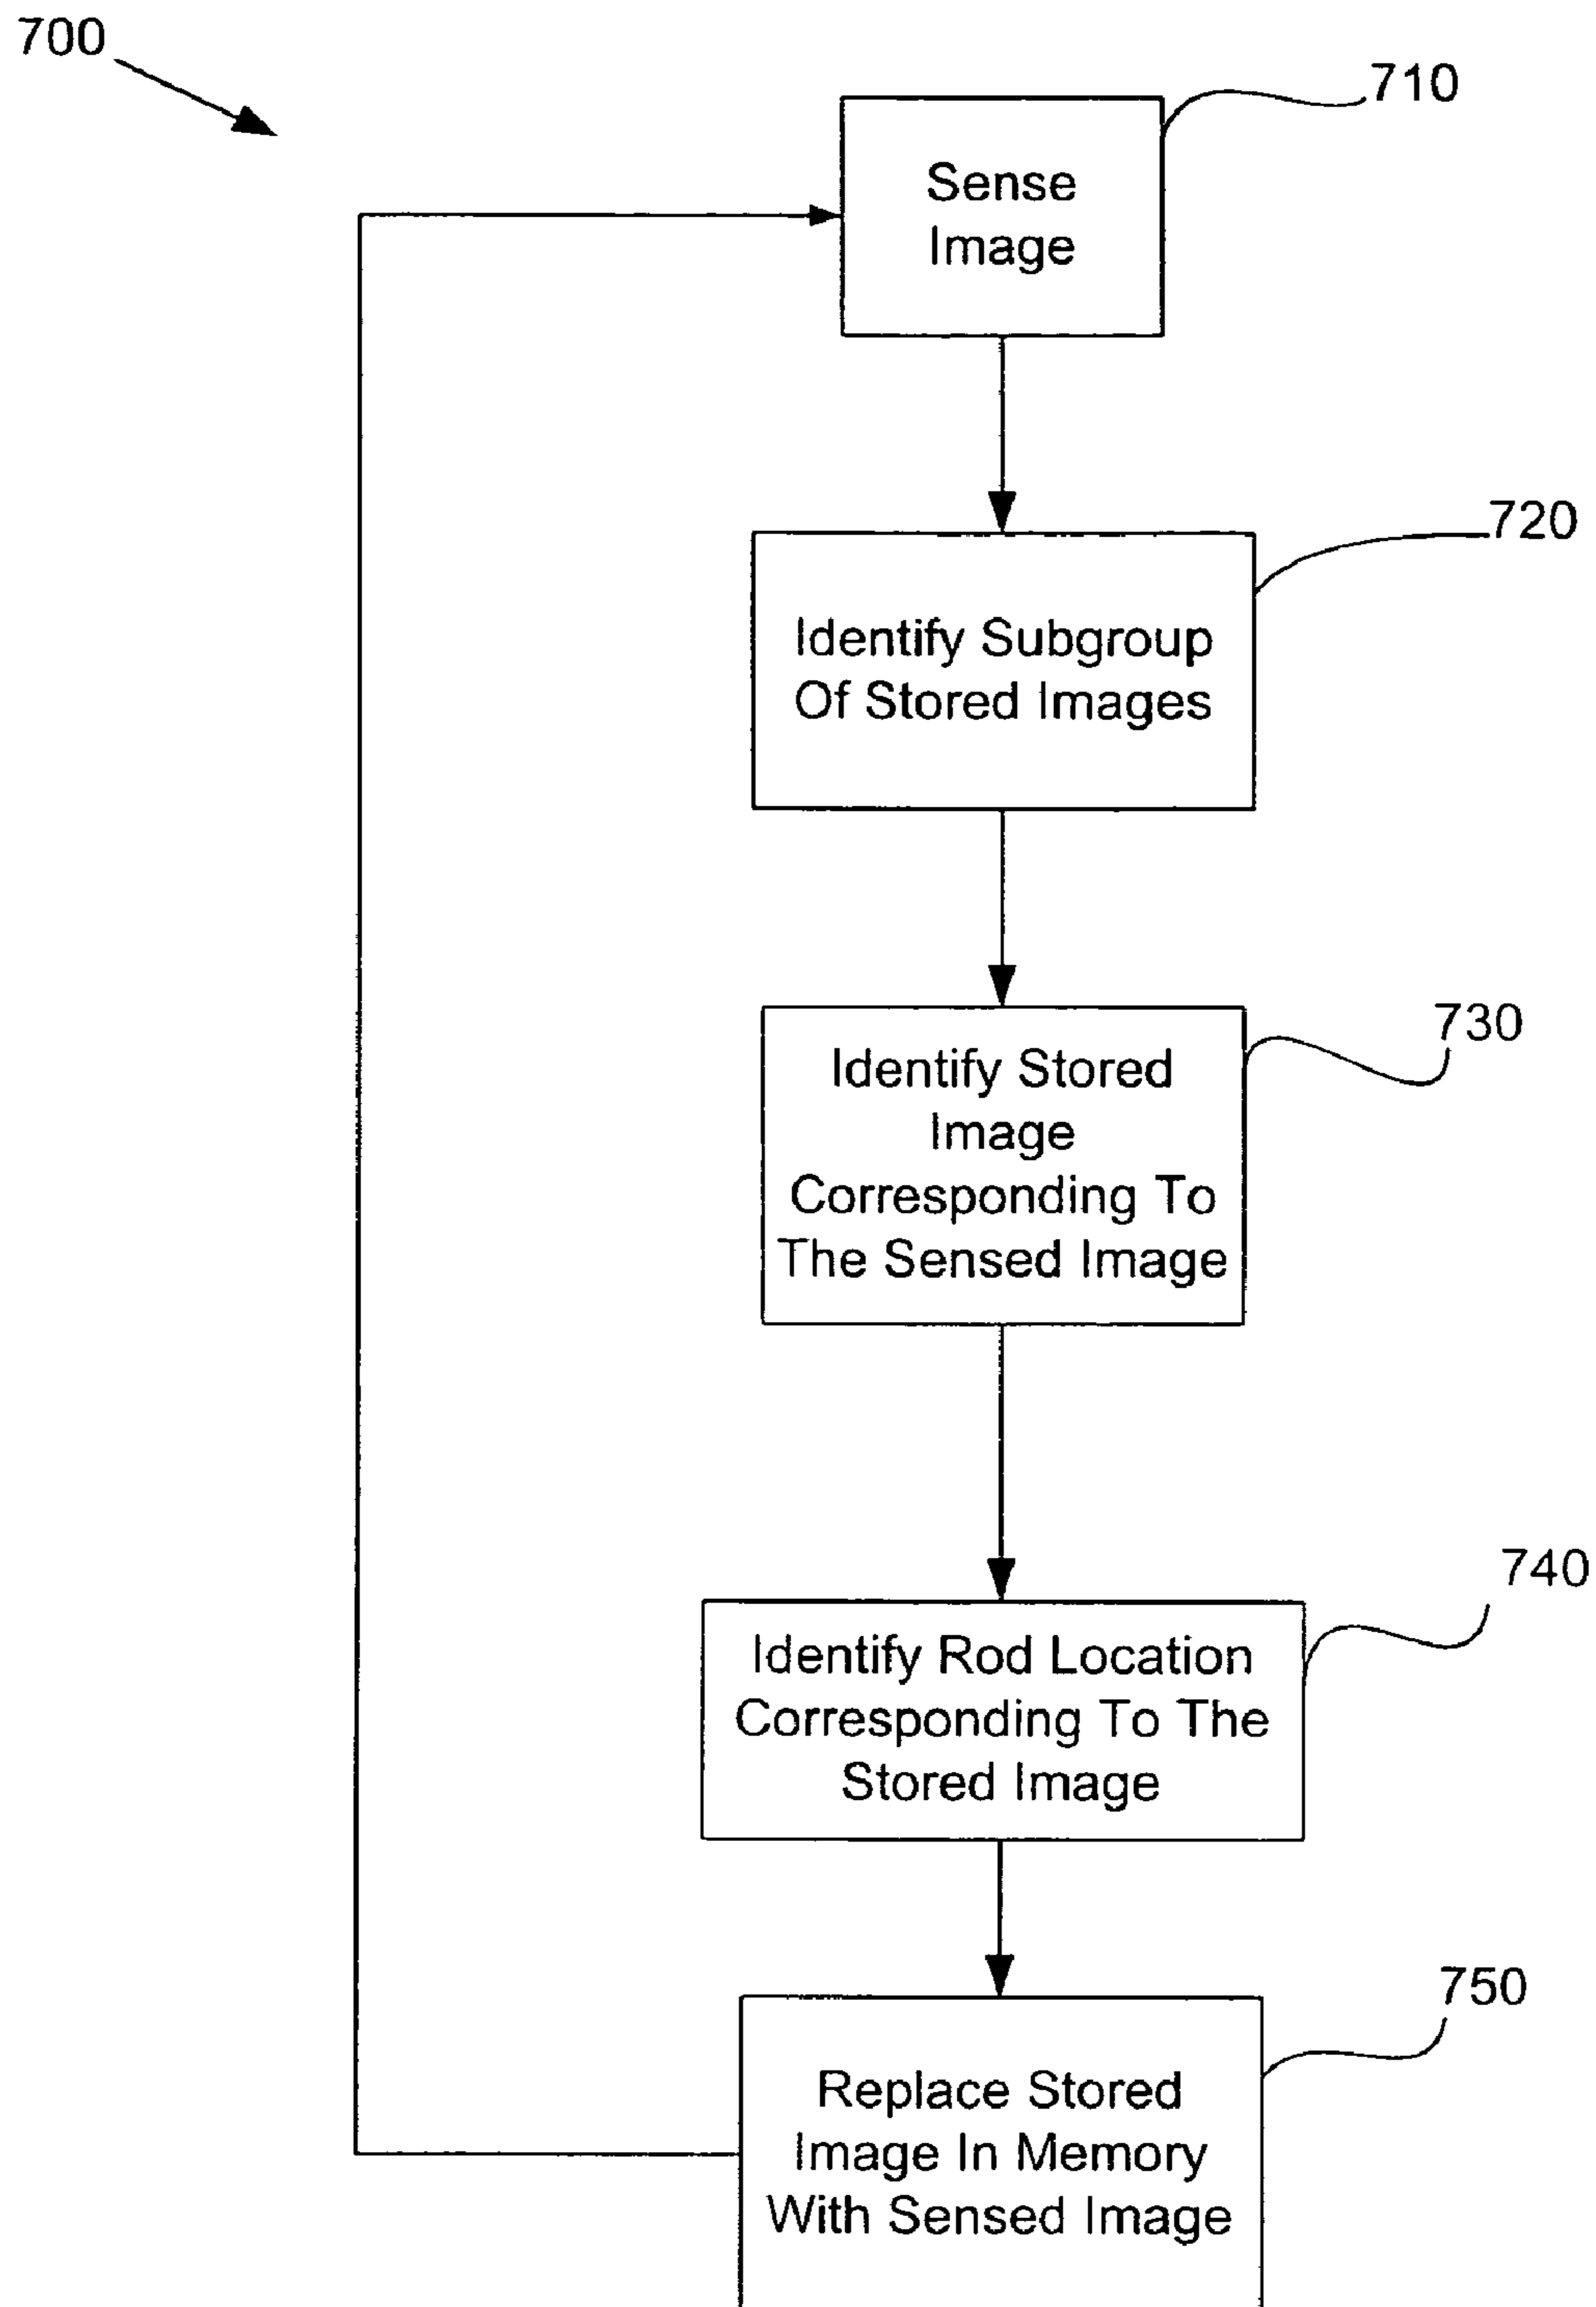 700
710
Sense
Image
720
Identify Subgroup
Of Stored Images
730
Identify Stored
Image
Corresponding To
The Sensed Image
740
Identify Rod Location
Corresponding To The
Stored Image
750
Replace Stored
Image In Memory
With Sensed Image